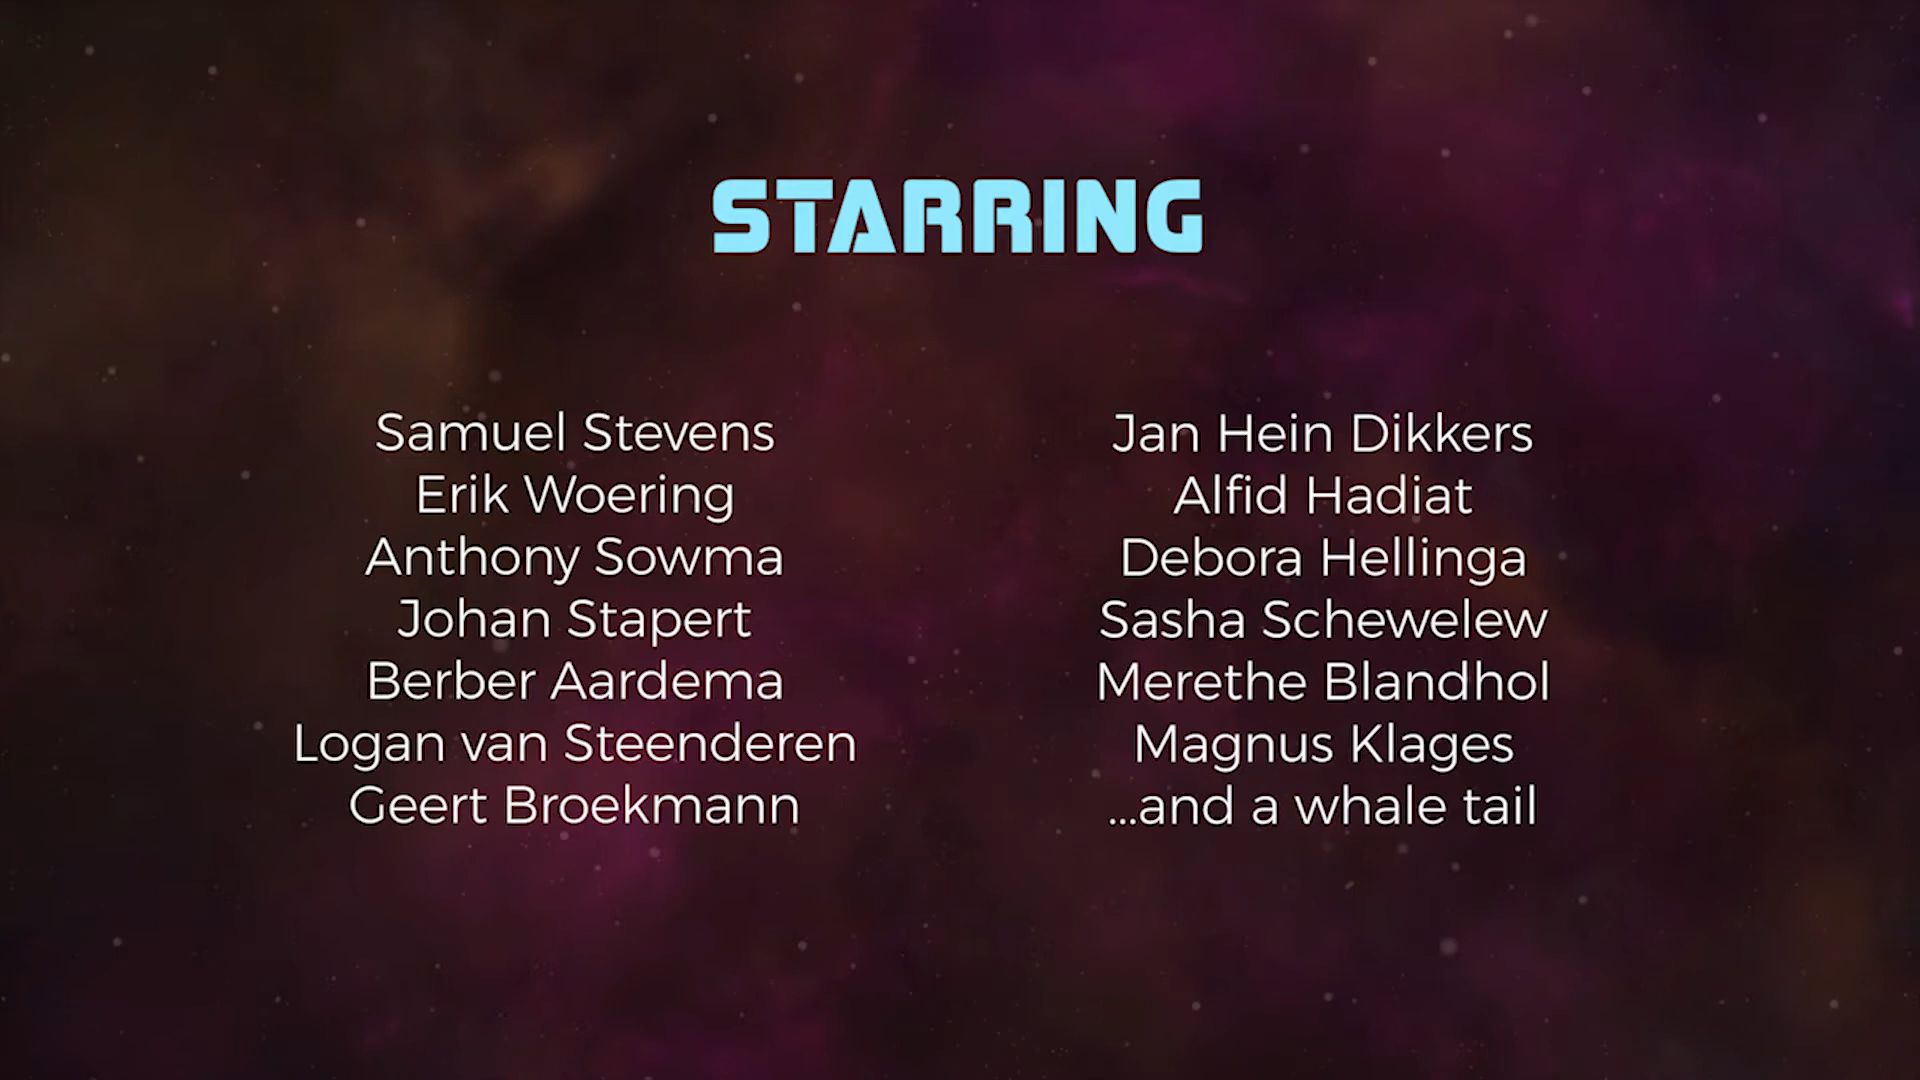 STARRING
Samuel Stevens
Erik Woering
Anthony Sowma
Johan Stapert
Berber Aardema
Logan van Steenderen
Geert Broekmann
Jan Hein Dikkers
Alfid Hadiat
Debora Hellinga
Sasha Schewelew
Merethe Blandhol
Magnus Klages
...and a whale tail